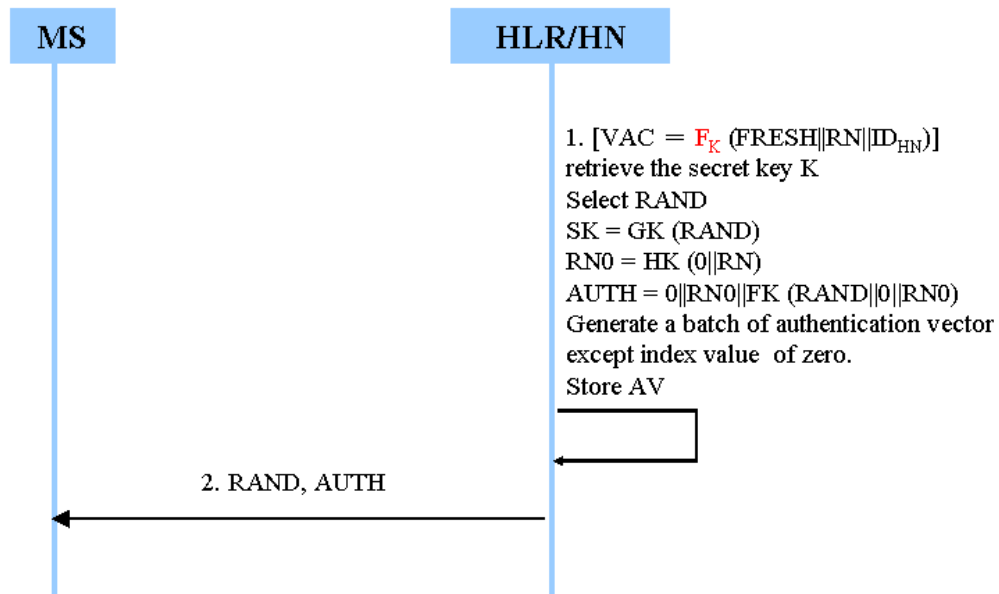 MS
HLR/HN
1. [VAC = F_K (FRESH||RN||ID_HN)]
retrieve the secret key K
Select RAND
SK = GK (RAND)
RN0 = HK (0||RN)
AUTH = 0||RN0||FK (RAND||0||RN0)
Generate a batch of authentication vector
except index value of zero.
Store AV
2. RAND, AUTH